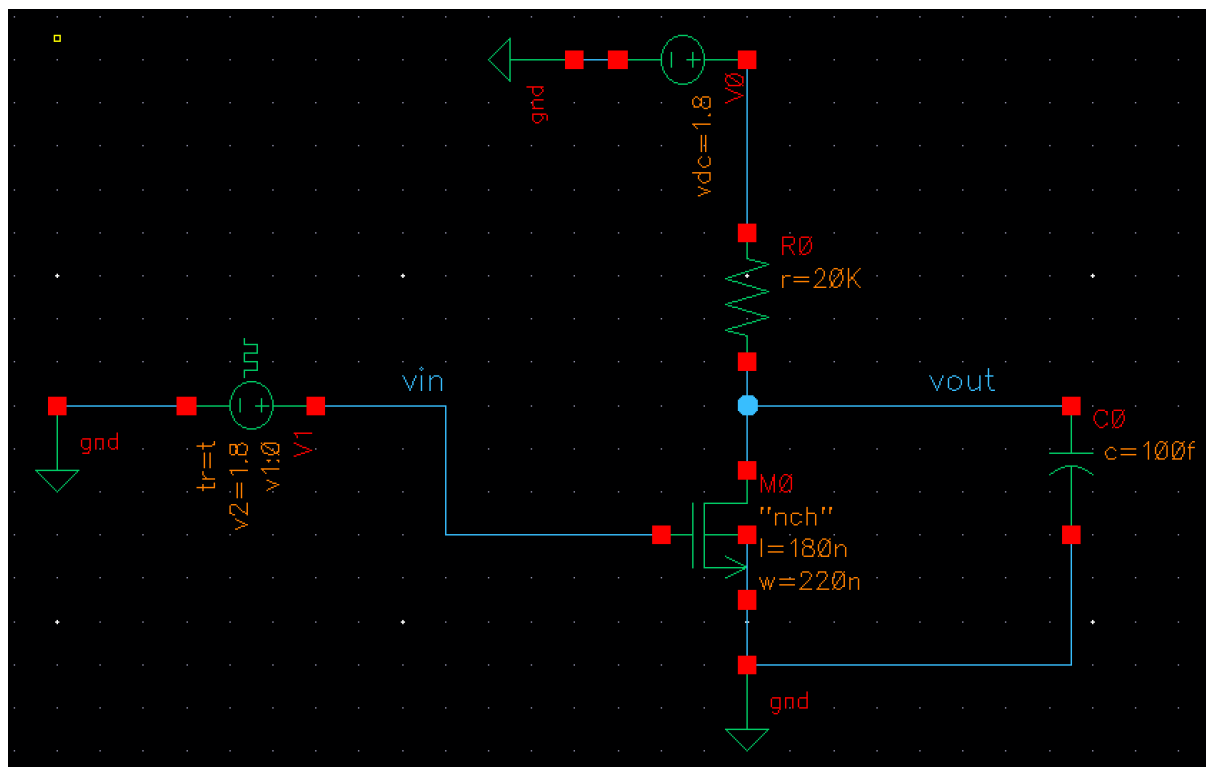 gnd
V0
vdc=1.8
R0
r=20K
vin
vout
gnd
V1
v1:0
v2=1.8
tr=t
C0
c=100f
M0
"nch"
l=180n
w=220n
gnd